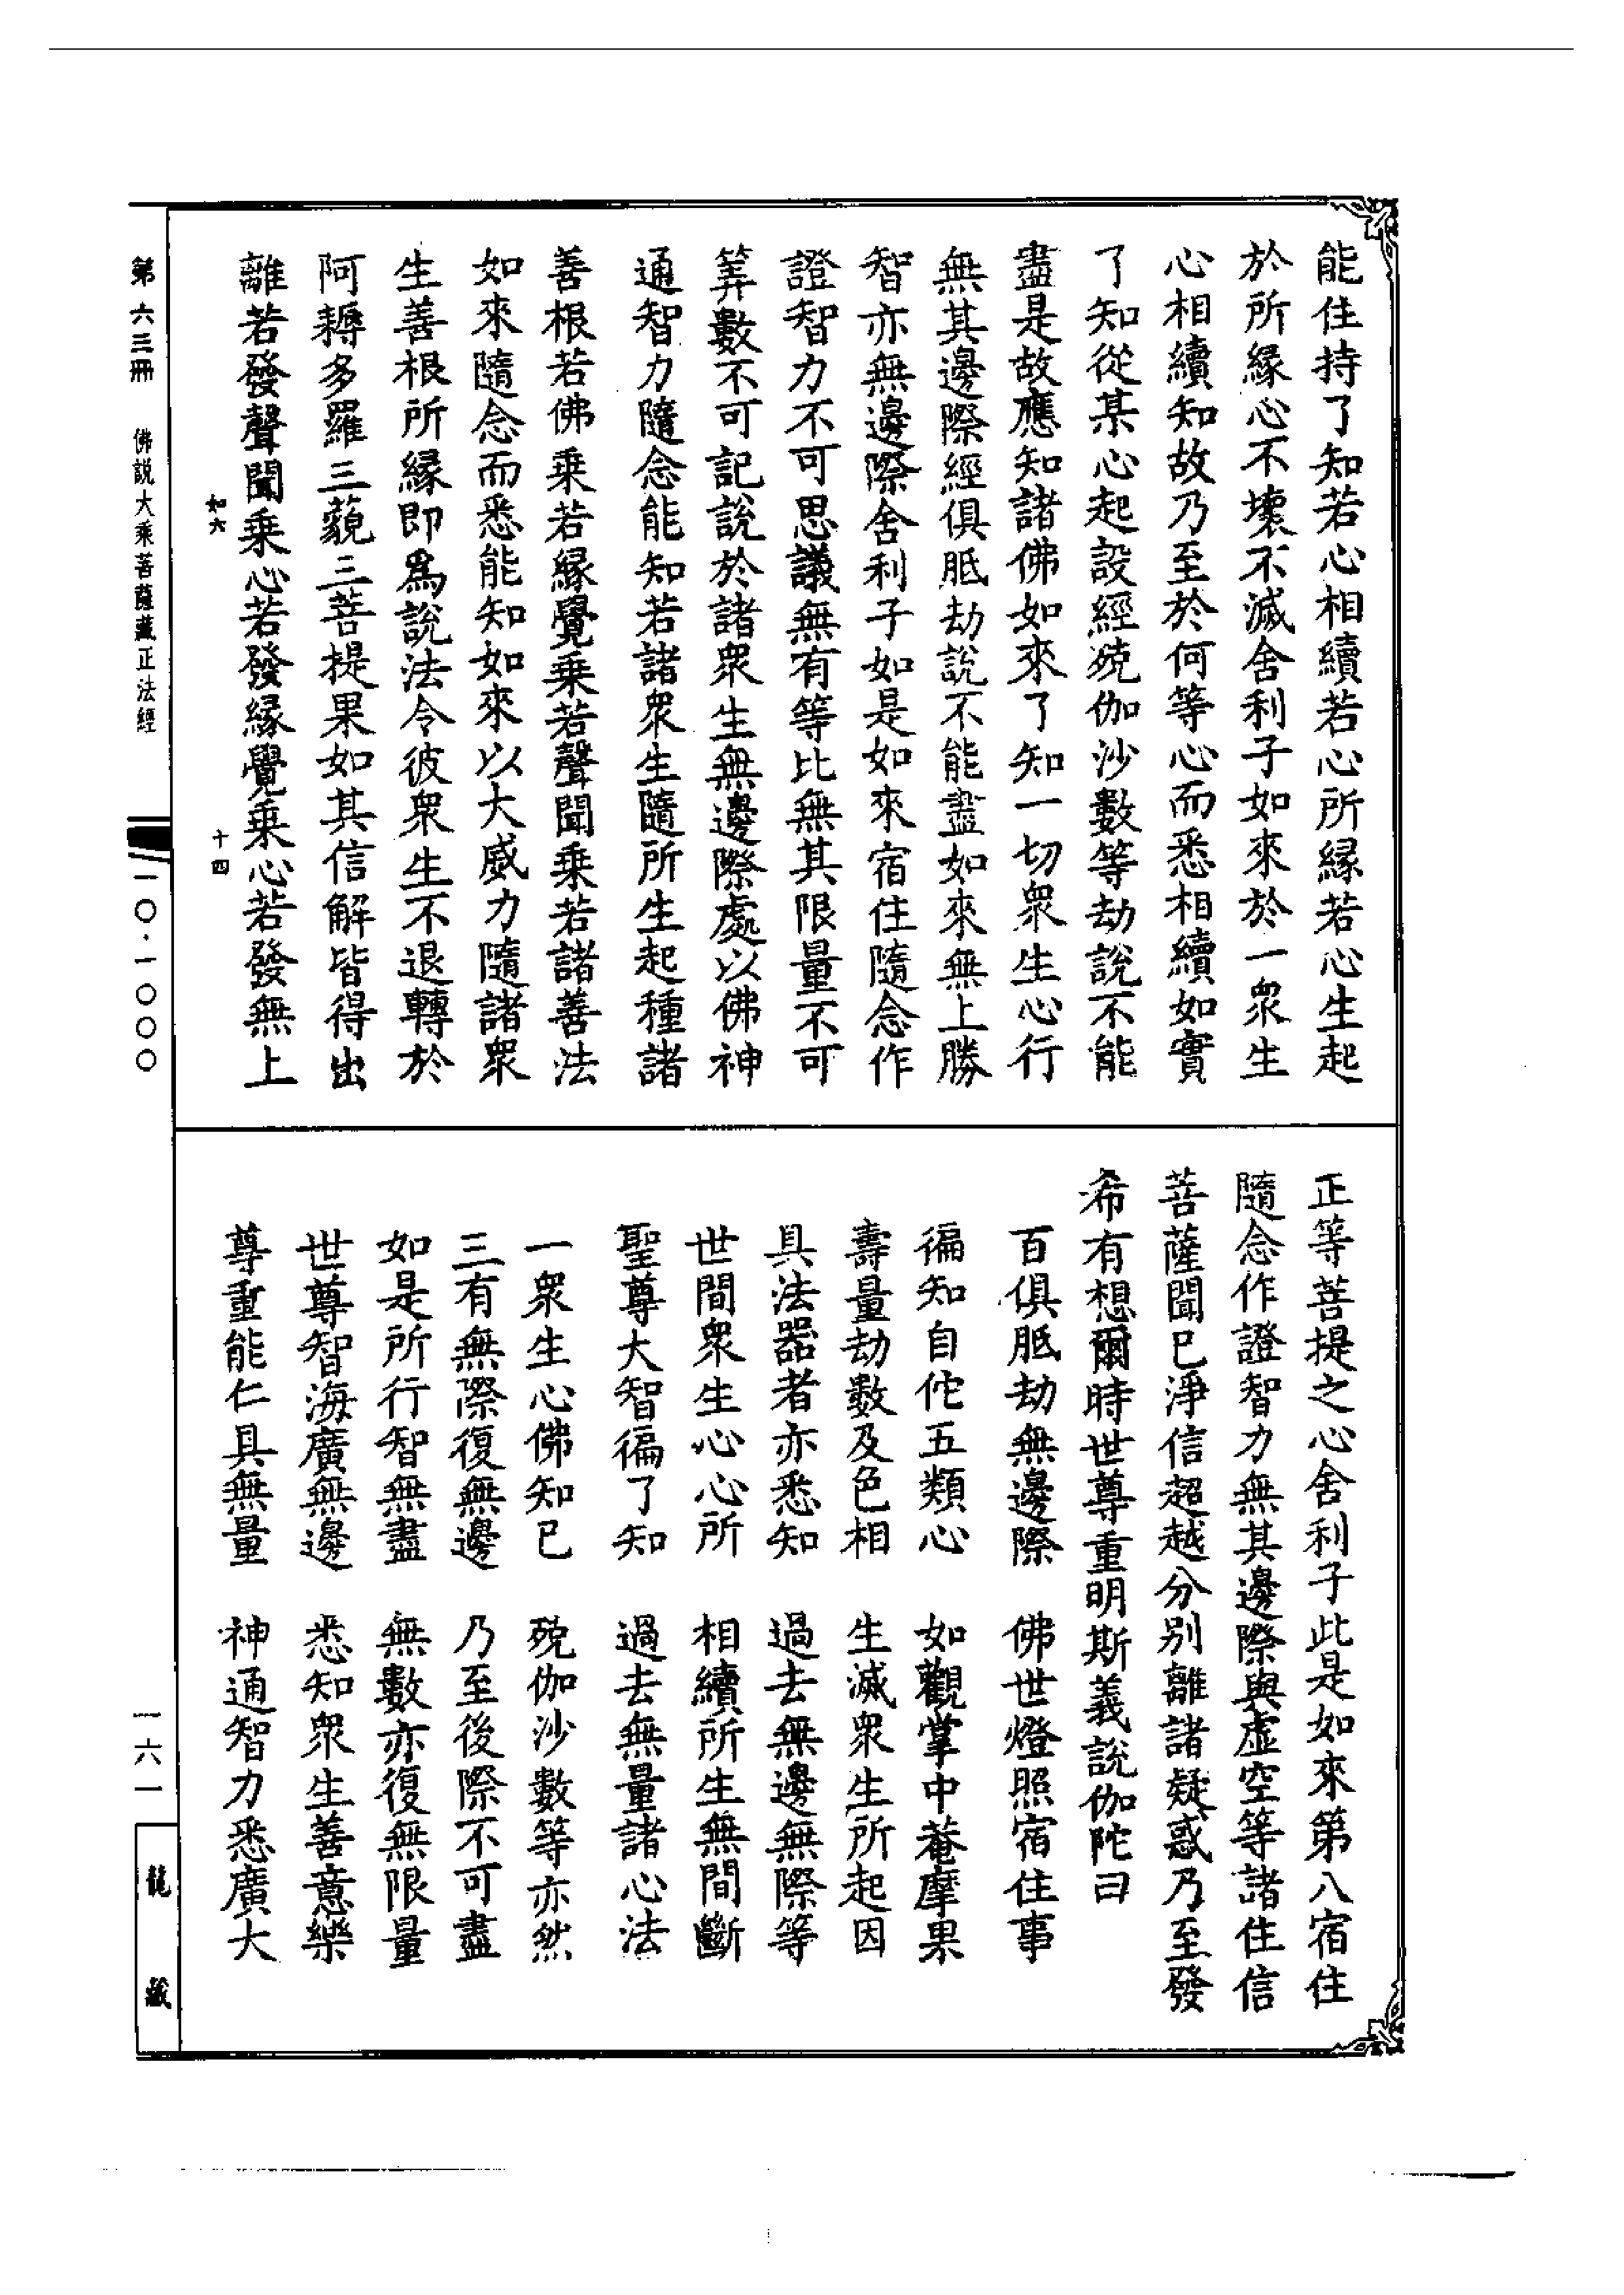 能住持了知若心相續若心所緣若心生起
於所緣心不壞不滅舍利子如來於一衆生
心相續知故乃至於何等心而悉相續如實
了知從某心起設經殑伽沙數等劫說不能
盡是故應知諸佛如來了知一切衆生心行
無其邊際經俱胝劫說不能盡如來無上勝
智亦無邊際舍利子如是如來宿住隨念作
證智力不可思議無有等比無其限量不可
筭數不可記說於諸衆生無邊際處以佛神
通智力隨念能知若諸衆生隨所生起種諸
善根若佛乗若緣覺乗若聲聞乗若諸善法
如來隨念而悉能知如來以大威力隨諸衆
生善根所緣即爲說法令彼衆生不退轉於
阿耨多羅三藐三菩提果如其信解皆得出
離若發聲聞乗心若發緣覺乗心若發無上
如六
十四
正等菩提之心舍利子此是如來第八宿住
隨念作證智力無其邊際與虛空等諸住信
菩薩聞已淨信超越分别離諸疑惑乃至發
希有想爾時世尊重明斯義說伽陀曰
百俱胝劫無邊際　佛世燈照宿住事
徧知自佗五類心　如觀掌中菴摩果
壽量劫數及色相　生滅衆生所起因
具法器者亦悉知　過去無邊無際等
世間衆生心心所　相續所生無間斷
聖尊大智徧了知　過去無量諸心法
一衆生心佛知已　殑伽沙數等亦然
三有無際復無邊　乃至後際不可盡
如是所行智無盡　無數亦復無限量
世尊智海廣無邊　悉知衆生善意樂
尊重能仁具無量　神通智力悉廣大
第六三冊　佛説大乘菩薩藏正法經
一〇·一〇〇〇
一六一
龍藏